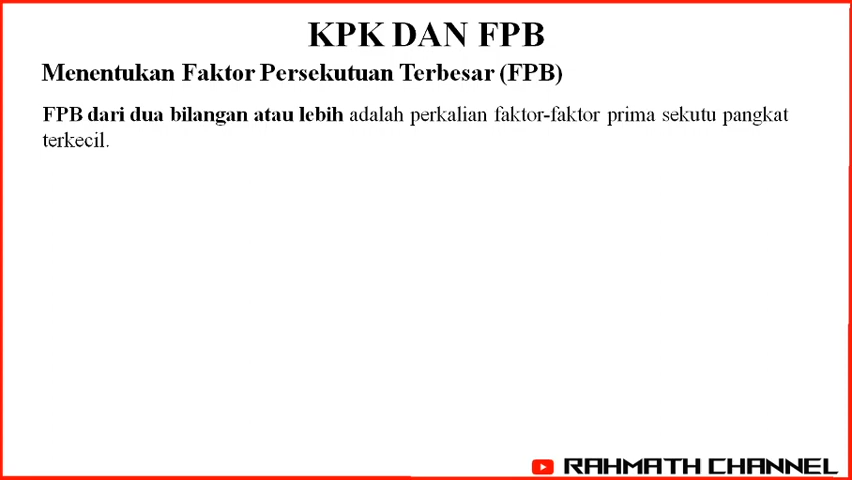 KPK DAN FPB
Menentukan Faktor Persekutuan Terbesar (FPB)
FPB dari dua bilangan atau lebih adalah perkalian faktor-faktor prima sekutu pangkat
terkecil.
RAHMATH CHANNEL